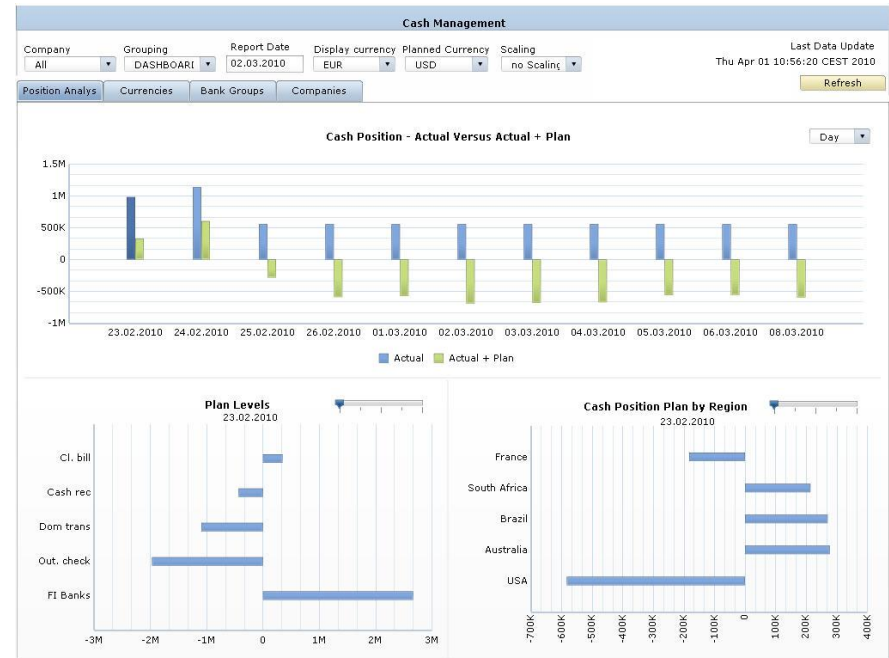 Cash Management
Company Grouping Report Date Display currency Planned Currency Scaling Last Data Update
All DASHBOARI 02.03.2010 EUR USD no Scaling Thu Apr 01 10:56:20 CEST 2010
Refresh
Position Analys Currencies Bank Groups Companies
Cash Position - Actual Versus Actual + Plan Day
1.5M
1M
500K
0
-500K
-1M
23.02.2010 24.02.2010 25.02.2010 26.02.2010 01.03.2010 02.03.2010 03.03.2010 04.03.2010 05.03.2010 06.03.2010 08.03.2010
Actual Actual + Plan
Plan Levels
23.02.2010
Cl. bill
Cash rec
Dom trans
Out. check
FI Banks
-3M -2M -1M 0 1M 2M 3M
Cash Position Plan by Region
23.02.2010
France
South Africa
Brazil
Australia
USA
-700K -600K -500K -400K -300K -200K -100K 0 100K 200K 300K 400K